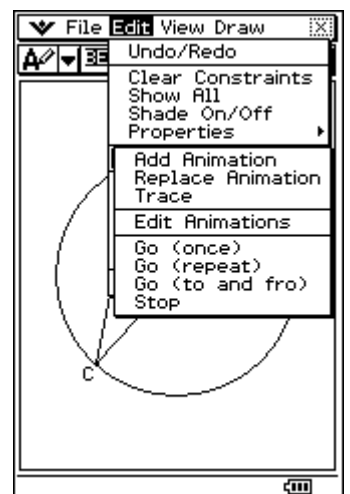 File Edit View Draw
Undo/Redo
Clear Constraints
Show All
Shade On/Off
Properties
Add Animation
Replace Animation
Trace
Edit Animations
Go (once)
Go (repeat)
Go (to and fro)
Stop
C